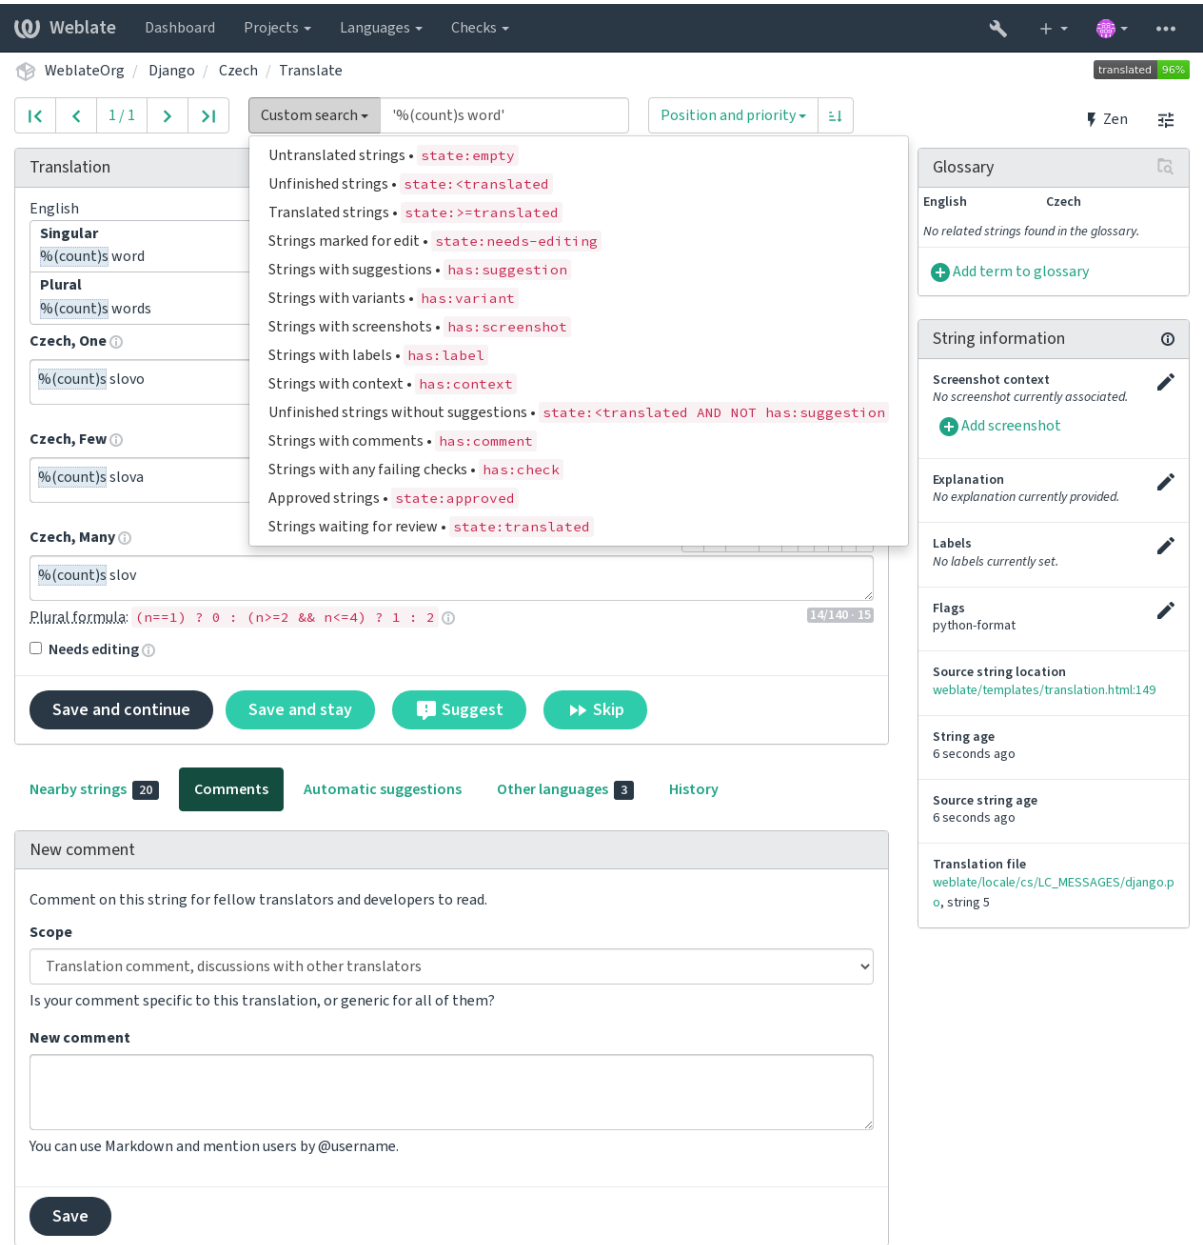 Weblate Dashboard Projects Languages Checks
WeblateOrg / Django / Czech / Translate
translated 96%
1 / 1
Custom search
'%(count)s word'
Position and priority
Zen
Untranslated strings • state:empty
Unfinished strings • state:<translated
Translated strings • state:>=translated
Strings marked for edit • state:needs-editing
Strings with suggestions • has:suggestion
Strings with variants • has:variant
Strings with screenshots • has:screenshot
Strings with labels • has:label
Strings with context • has:context
Unfinished strings without suggestions • state:<translated AND NOT has:suggestion
Strings with comments • has:comment
Strings with any failing checks • has:check
Approved strings • state:approved
Strings waiting for review • state:translated
Translation
English
Singular
%(count)s word
Plural
%(count)s words
Czech, One
%(count)s slovo
Czech, Few
%(count)s slova
Czech, Many
%(count)s slov
Plural formula: (n==1) ? 0 : (n>=2 && n<=4) ? 1 : 2
14/140 · 15
Needs editing
Save and continue
Save and stay
Suggest
Skip
Nearby strings 20
Comments
Automatic suggestions
Other languages 3
History
New comment
Comment on this string for fellow translators and developers to read.
Scope
Translation comment, discussions with other translators
Is your comment specific to this translation, or generic for all of them?
New comment
You can use Markdown and mention users by @username.
Save
Glossary
English Czech
No related strings found in the glossary.
Add term to glossary
String information
Screenshot context
No screenshot currently associated.
Add screenshot
Explanation
No explanation currently provided.
Labels
No labels currently set.
Flags
python-format
Source string location
weblate/templates/translation.html:149
String age
6 seconds ago
Source string age
6 seconds ago
Translation file
weblate/locale/cs/LC_MESSAGES/django.p
o, string 5